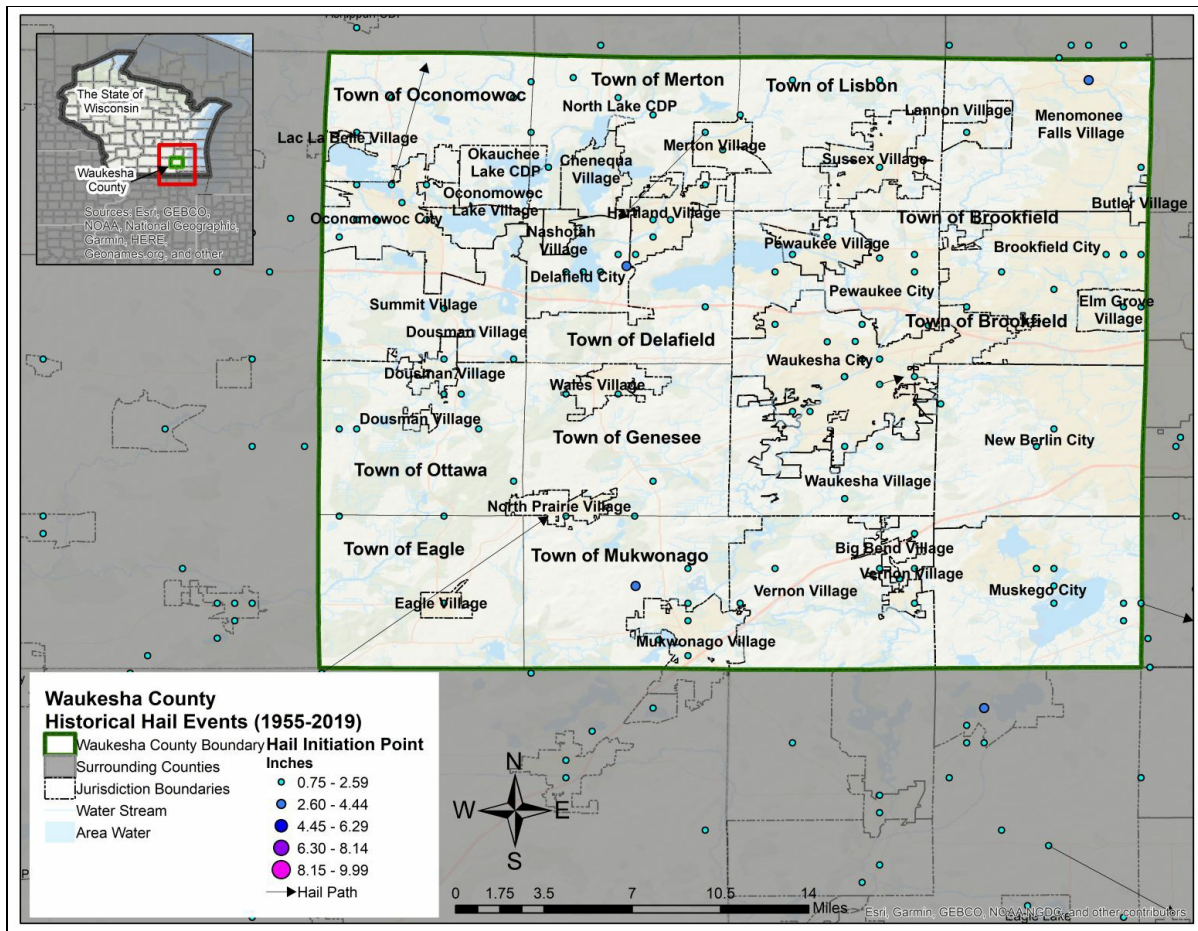 The State of
Wisconsin
Waukesha
County
Sources: Esri, GEBCO,
NOAA, National Geographic,
Garmin, HERE,
Geonames.org, and other
Town of Oconomowoc
Town of Merton
North Lake CDP
Town of Lisbon
Lennon Village
Menomonee
Falls Village
Lac La Belle Village
Okauchee
Lake CDP
Chenequa
Village
Merton Village
Sussex Village
Oconomowoc
Lake Village
Oconomowoc City
Nashotah
Village
Hartland Village
Delafield City
Pewaukee Village
Pewaukee City
Town of Brookfield
Butler Village
Brookfield City
Elm Grove
Village
Town of Brookfield
Summit Village
Dousman Village
Town of Delafield
Waukesha City
Dousman Village
Wales Village
Dousman Village
Town of Genesee
New Berlin City
Town of Ottawa
Waukesha Village
North Prairie Village
Town of Eagle
Town of Mukwonago
Big Bend Village
Vernon Village
Vernon Village
Muskego City
Eagle Village
Mukwonago Village
Waukesha County
Historical Hail Events (1955-2019)
Waukesha County Boundary
Surrounding Counties
Jurisdiction Boundaries
Water Stream
Area Water
Hail Initiation Point
Inches
0.75 - 2.59
2.60 - 4.44
4.45 - 6.29
6.30 - 8.14
8.15 - 9.99
Hail Path
N
W E
S
0 1.75 3.5 7 10.5 14
Miles
Esri, Garmin, GEBCO, NOAA NGDC, and other contributors
Eagle Lake